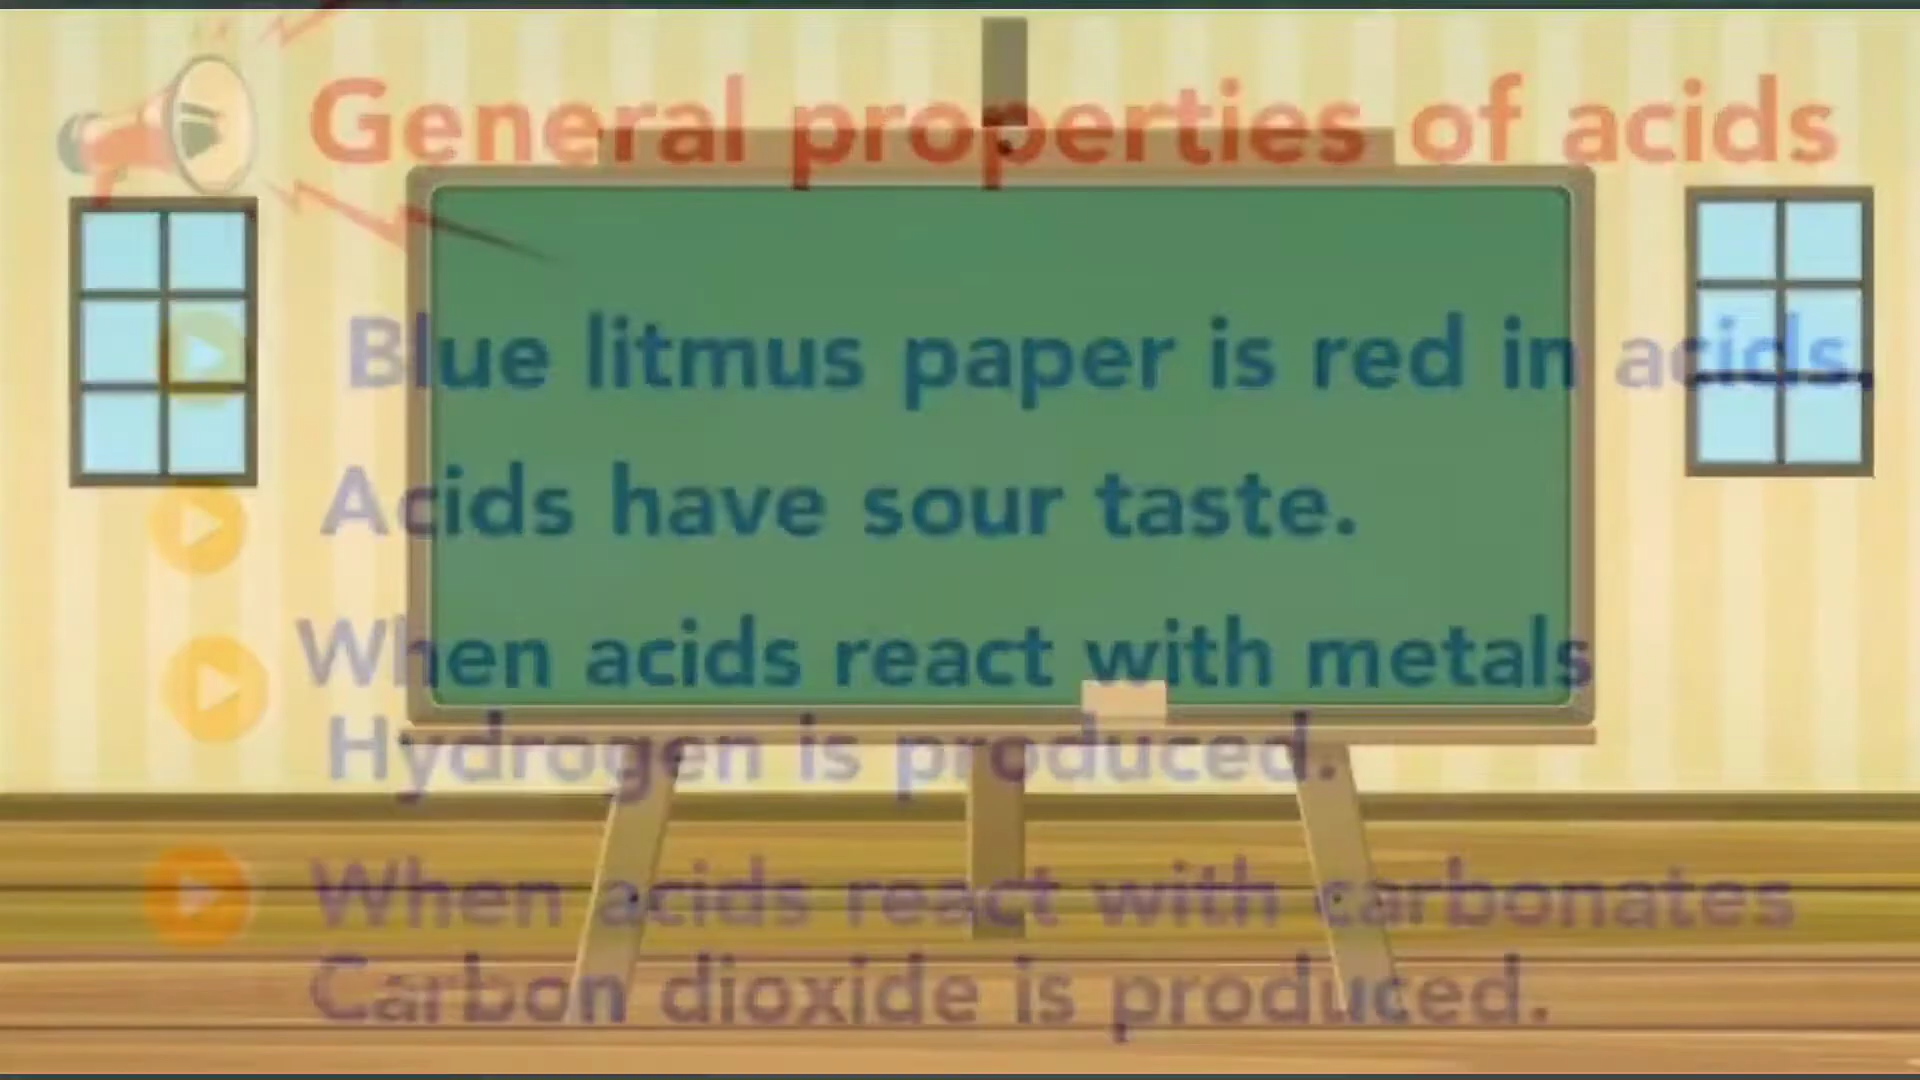 General properties of acids
Blue litmus paper is red in acids.
Acids have sour taste.
When acids react with metals
Hydrogen is produced.
When acids react with carbonates
Carbon dioxide is produced.